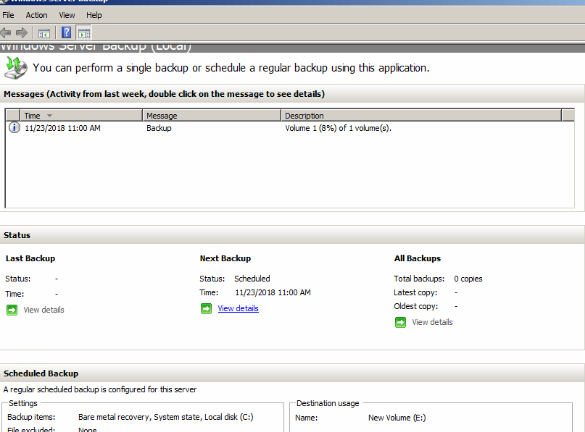 Windows Server Backup
File Action View Help
Windows Server Backup (Local)
You can perform a single backup or schedule a regular backup using this application.
Messages (Activity from last week, double click on the message to see details)
Time Message Description
11/23/2018 11:00 AM Backup Volume 1 (8%) of 1 volume(s).
Status
Last Backup Next Backup All Backups
Status: - Status: Scheduled Total backups: 0 copies
Time: - Time: 11/23/2018 11:00 AM Latest copy: -
Oldest copy: -
View details View details View details
Scheduled Backup
A regular scheduled backup is configured for this server
Settings Destination usage
Backup items: Bare metal recovery, System state, Local disk (C:) Name: New Volume (E:)
File excluded: None